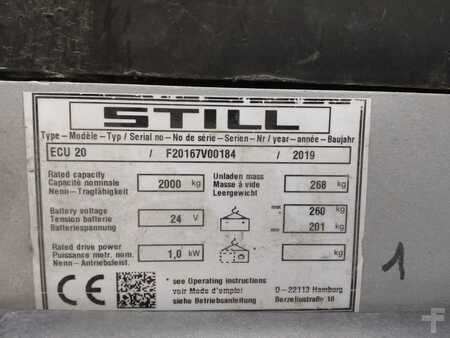 STILL
Type – Modèle – Typ / Serial no – No de série – Serien – Nr / year – année – Baujahr
ECU 20 / F20167V00184 / 2019
Rated capacity
Capacité nominale 2000 kg
Nenn – Tragfähigkeit
Unladen mass
Masse à vide 268 kg
Leergewicht
Battery voltage
Tension batterie 24 V
Batteriespannung
max 260 kg
min 201 kg
Rated drive power
Puissance motr. nom. 1,0 kW
Nenn – Antriebsleist.
kg
* see Operating instructions
voir Mode d'emploi
siehe Betriebsanleitung
D – 22113 Hamburg
Berzeliusstraße 10
CE
1